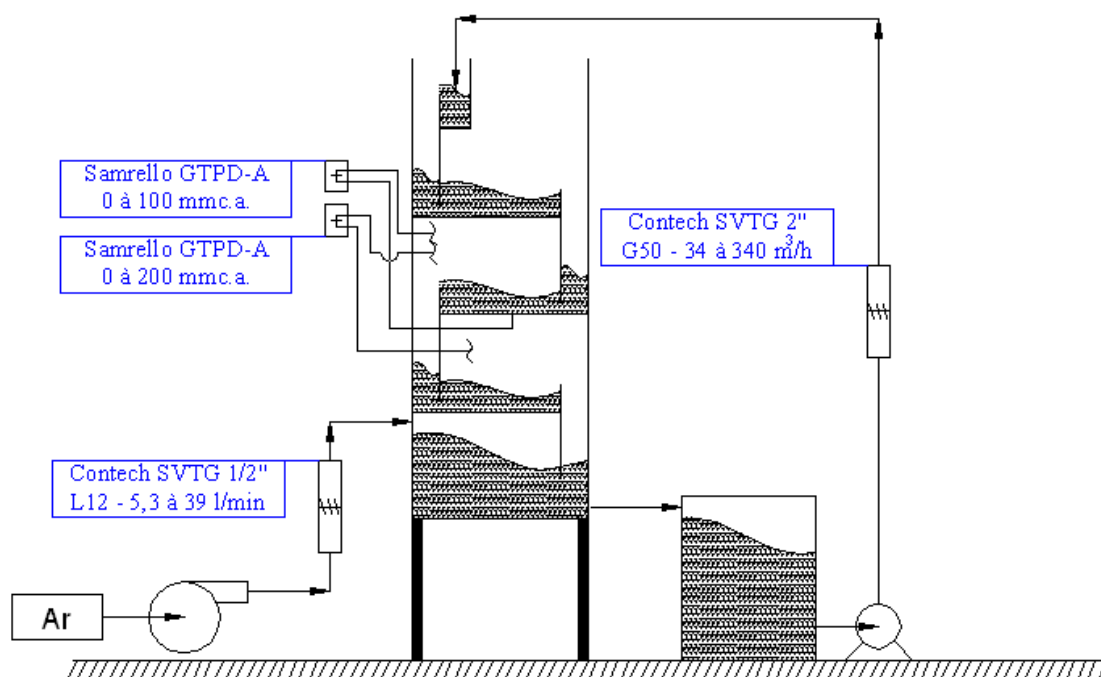 Samrello GTPD-A
0 à 100 mmc.a.
Samrello GTPD-A
0 à 200 mmc.a.
Contech SVTG 2"
G50 - 34 à 340 m³/h
Contech SVTG 1/2"
L12 - 5,3 à 39 l/min
Ar